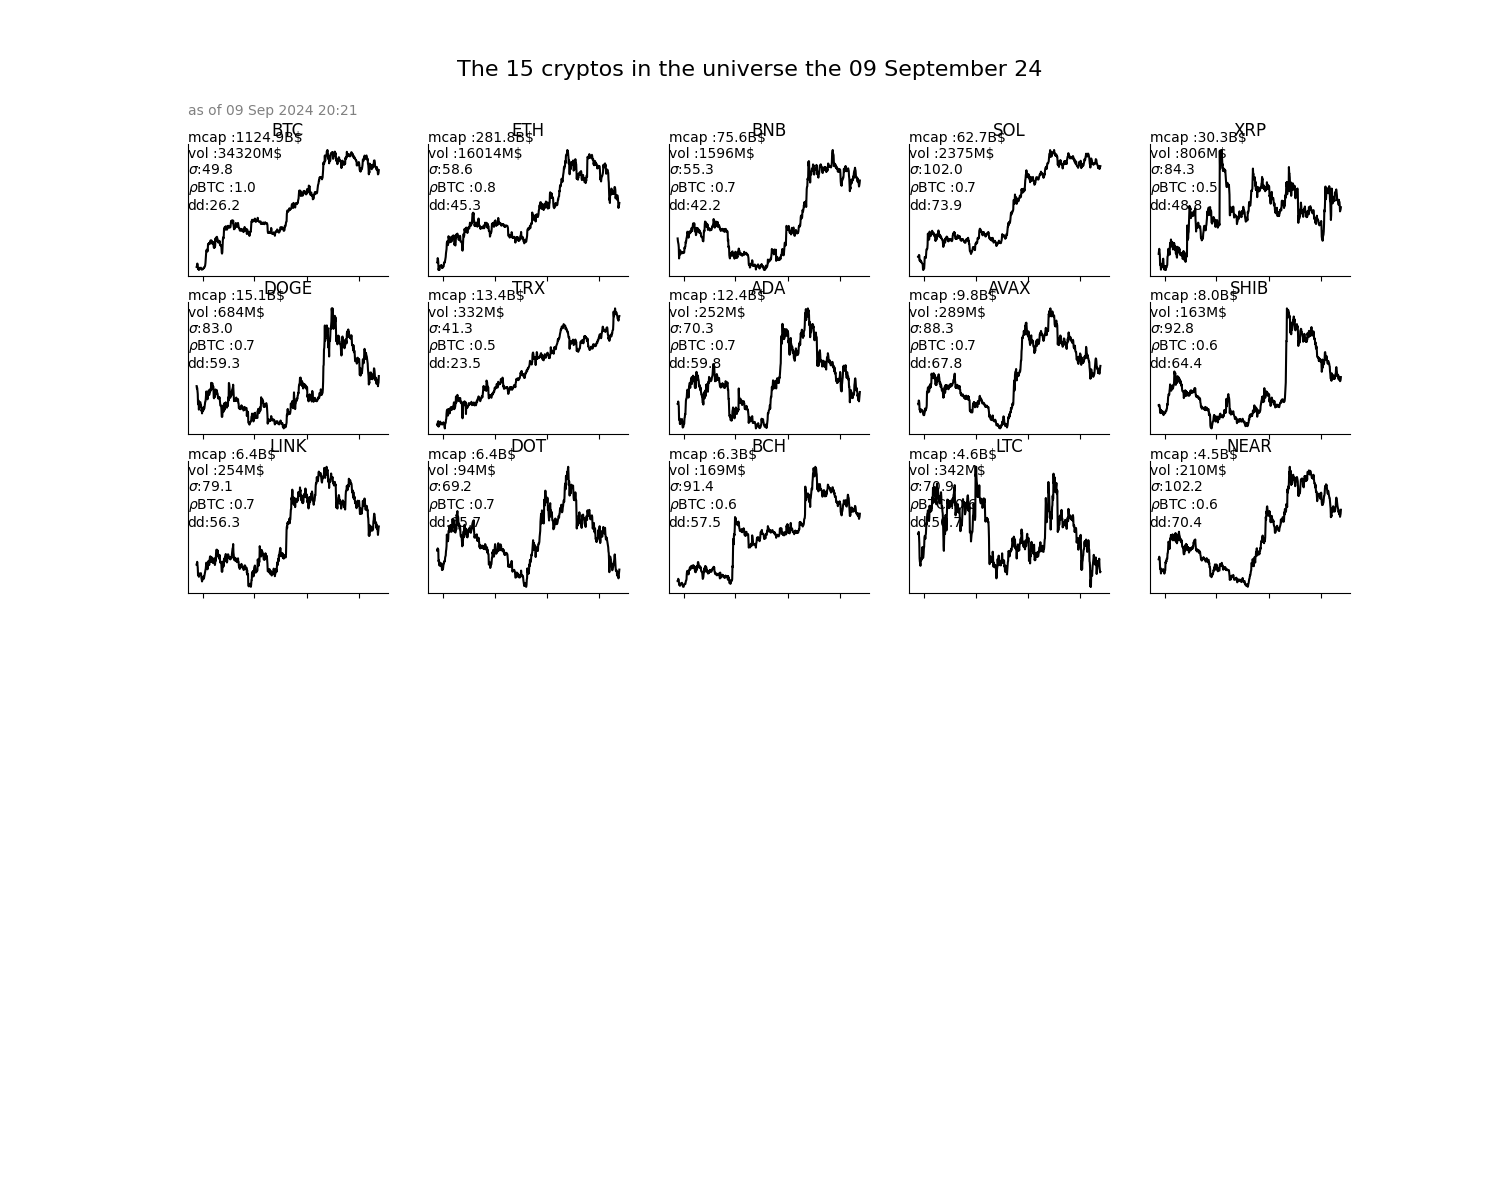 The 15 cryptos in the universe the 09 September 24
as of 09 Sep 2024 20:21
BTC
mcap :1124.9B$
vol :34320M$
σ:49.8
ρBTC :1.0
dd:26.2
ETH
mcap :281.8B$
vol :16014M$
σ:58.6
ρBTC :0.8
dd:45.3
BNB
mcap :75.6B$
vol :1596M$
σ:55.3
ρBTC :0.7
dd:42.2
SOL
mcap :62.7B$
vol :2375M$
σ:102.0
ρBTC :0.7
dd:73.9
XRP
mcap :30.3B$
vol :806M$
σ:84.3
ρBTC :0.5
dd:48.8
DOGE
mcap :15.1B$
vol :684M$
σ:83.0
ρBTC :0.7
dd:59.3
TRX
mcap :13.4B$
vol :332M$
σ:41.3
ρBTC :0.5
dd:23.5
ADA
mcap :12.4B$
vol :252M$
σ:70.3
ρBTC :0.7
dd:59.8
AVAX
mcap :9.8B$
vol :289M$
σ:88.3
ρBTC :0.7
dd:67.8
SHIB
mcap :8.0B$
vol :163M$
σ:92.8
ρBTC :0.6
dd:64.4
LINK
mcap :6.4B$
vol :254M$
σ:79.1
ρBTC :0.7
dd:56.3
DOT
mcap :6.4B$
vol :94M$
σ:69.2
ρBTC :0.7
BCH
mcap :6.3B$
vol :169M$
σ:91.4
ρBTC :0.6
dd:57.5
LTC
mcap :4.6B$
vol :342M$
ρBTC
NEAR
mcap :4.5B$
vol :210M$
σ:102.2
ρBTC :0.6
dd:70.4